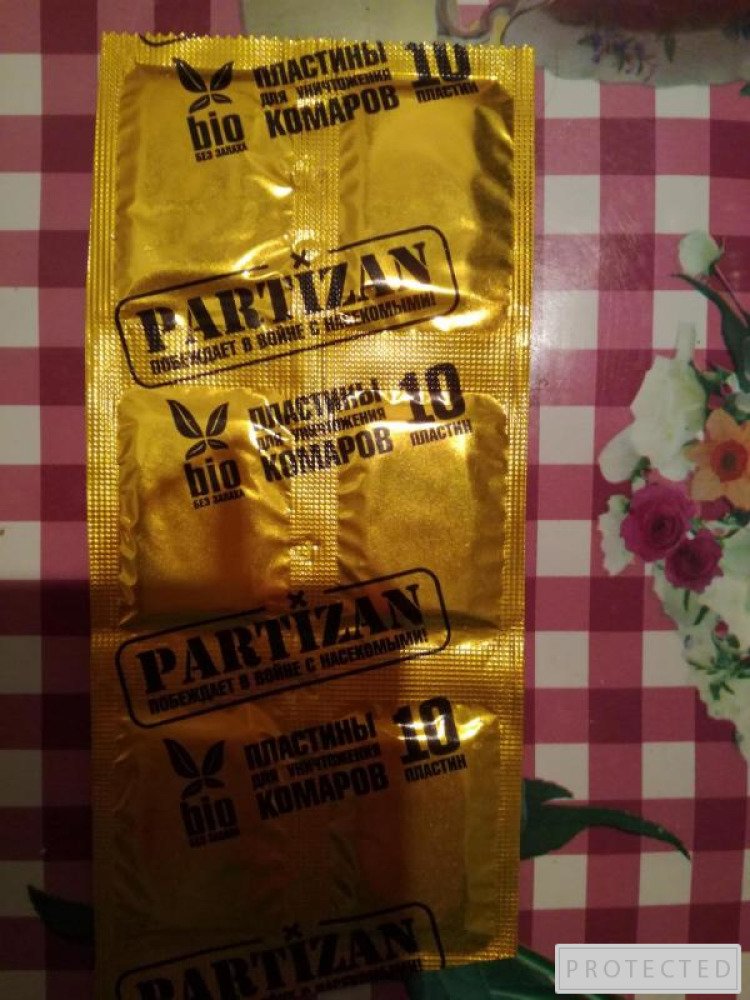 bio
БЕЗ ЗАПАХА
ПЛАСТИНЫ
ДЛЯ УНИЧТОЖЕНИЯ
КОМАРОВ
10
ПЛАСТИН
PARTIZAN
ПОБЕЖДАЕТ В ВОЙНЕ С НАСЕКОМЫМИ!
bio
БЕЗ ЗАПАХА
ПЛАСТИНЫ
ДЛЯ УНИЧТОЖЕНИЯ
КОМАРОВ
10
ПЛАСТИН
PARTIZAN
ПОБЕЖДАЕТ В ВОЙНЕ С НАСЕКОМЫМИ!
bio
БЕЗ ЗАПАХА
ПЛАСТИНЫ
ДЛЯ УНИЧТОЖЕНИЯ
КОМАРОВ
10
ПЛАСТИН
PARTIZAN
PROTECTED